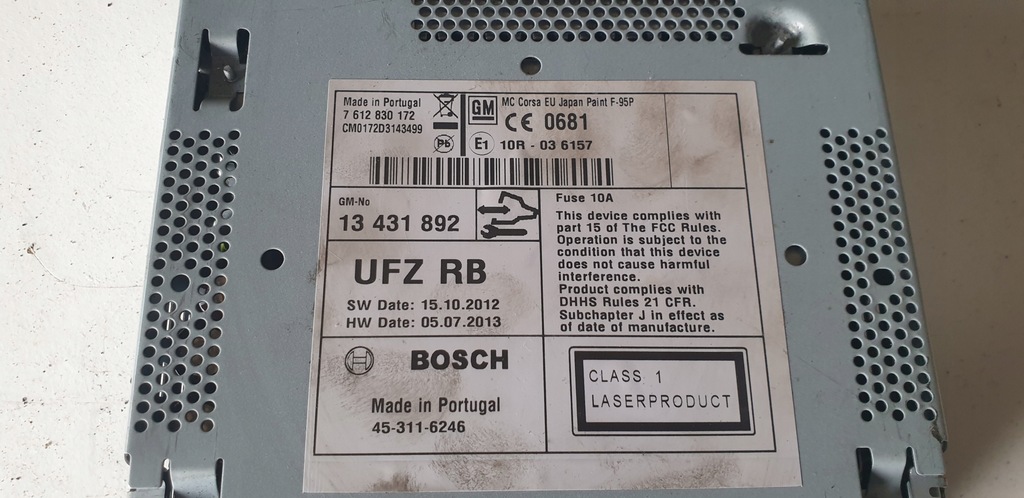 Made in Portugal
7 612 830 172
CM0172D3143499
Pb
GM
MC Corsa EU Japan Paint F-95P
CE 0681
E1 10R - 03 6157
GM-No
13 431 892
UFZ RB
SW Date: 15.10.2012
HW Date: 05.07.2013
Fuse 10A
This device complies with
part 15 of The FCC Rules.
Operation is subject to the
condition that this device
does not cause harmful
interference.
Product complies with
DHHS Rules 21 CFR.
Subchapter J in effect as
of date of manufacture.
BOSCH
Made in Portugal
45-311-6246
CLASS 1
LASERPRODUCT